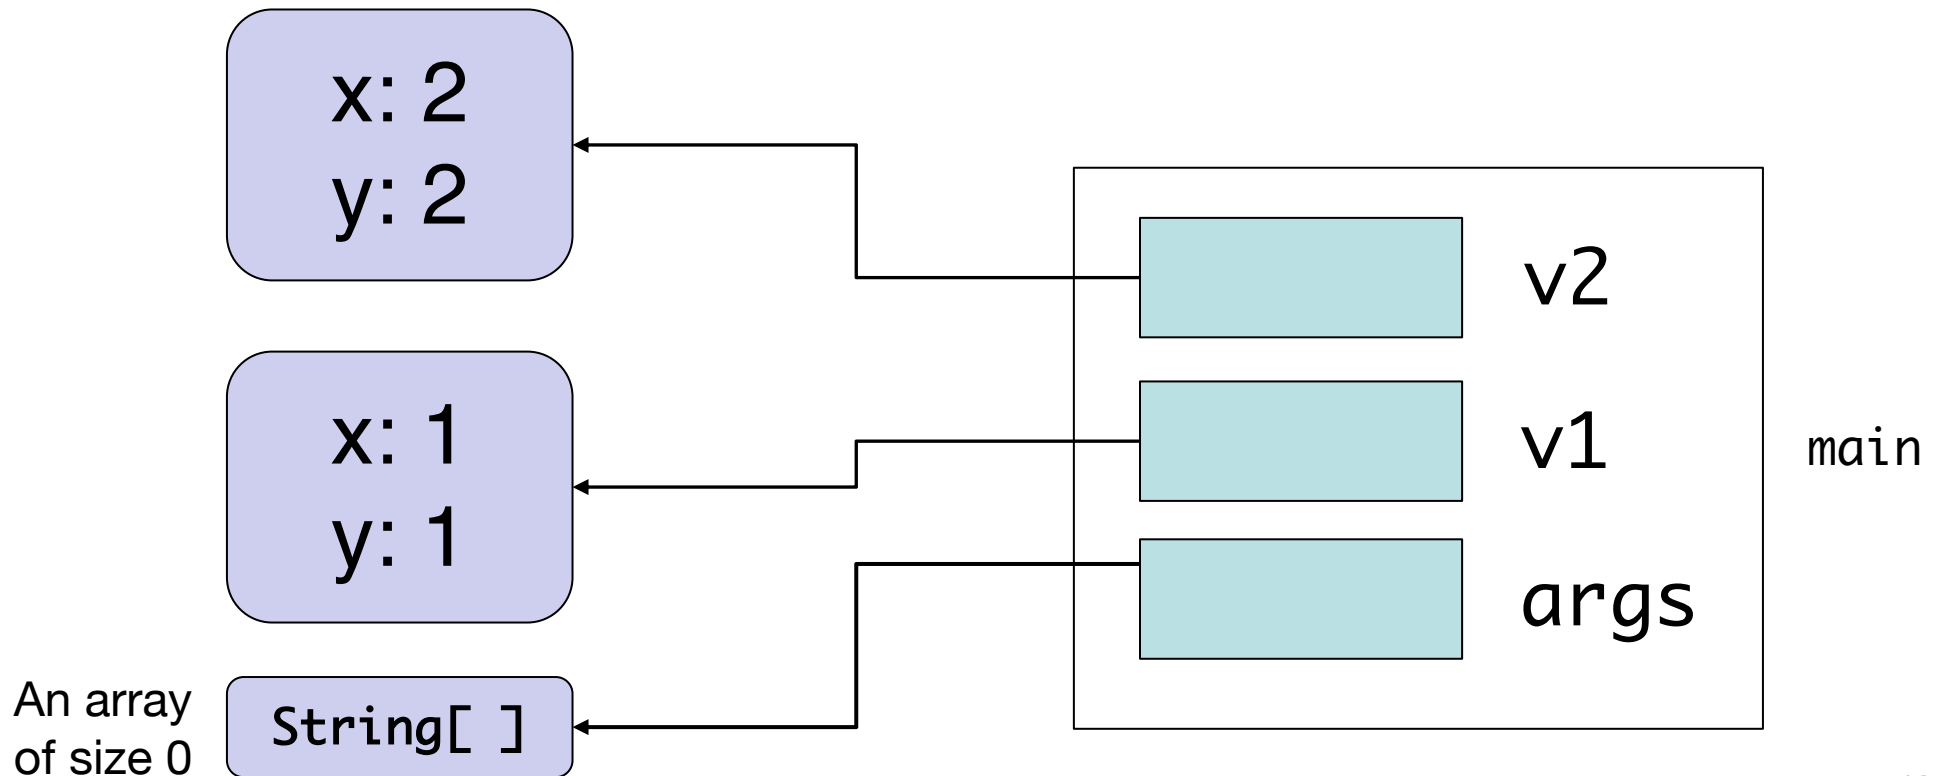 x: 2
y: 2
v2
x: 1
y: 1
v1
main
args
An array
of size 0
String[ ]